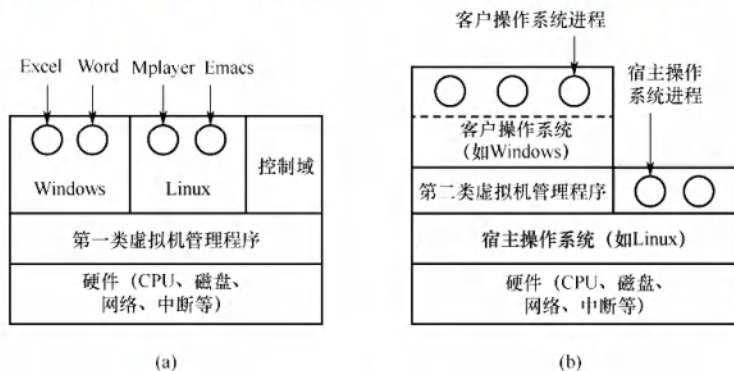 Excel Word Mplayer Emacs
Windows
Linux
控制域
第一类虚拟机管理程序
硬件（CPU、磁盘、
网络、中断等）
(a)
客户操作系统进程
宿主操作
系统进程
客户操作系统
（如Windows）
第二类虚拟机管理程序
宿主操作系统（如Linux）
硬件（CPU、磁盘、
网络、中断等）
(b)